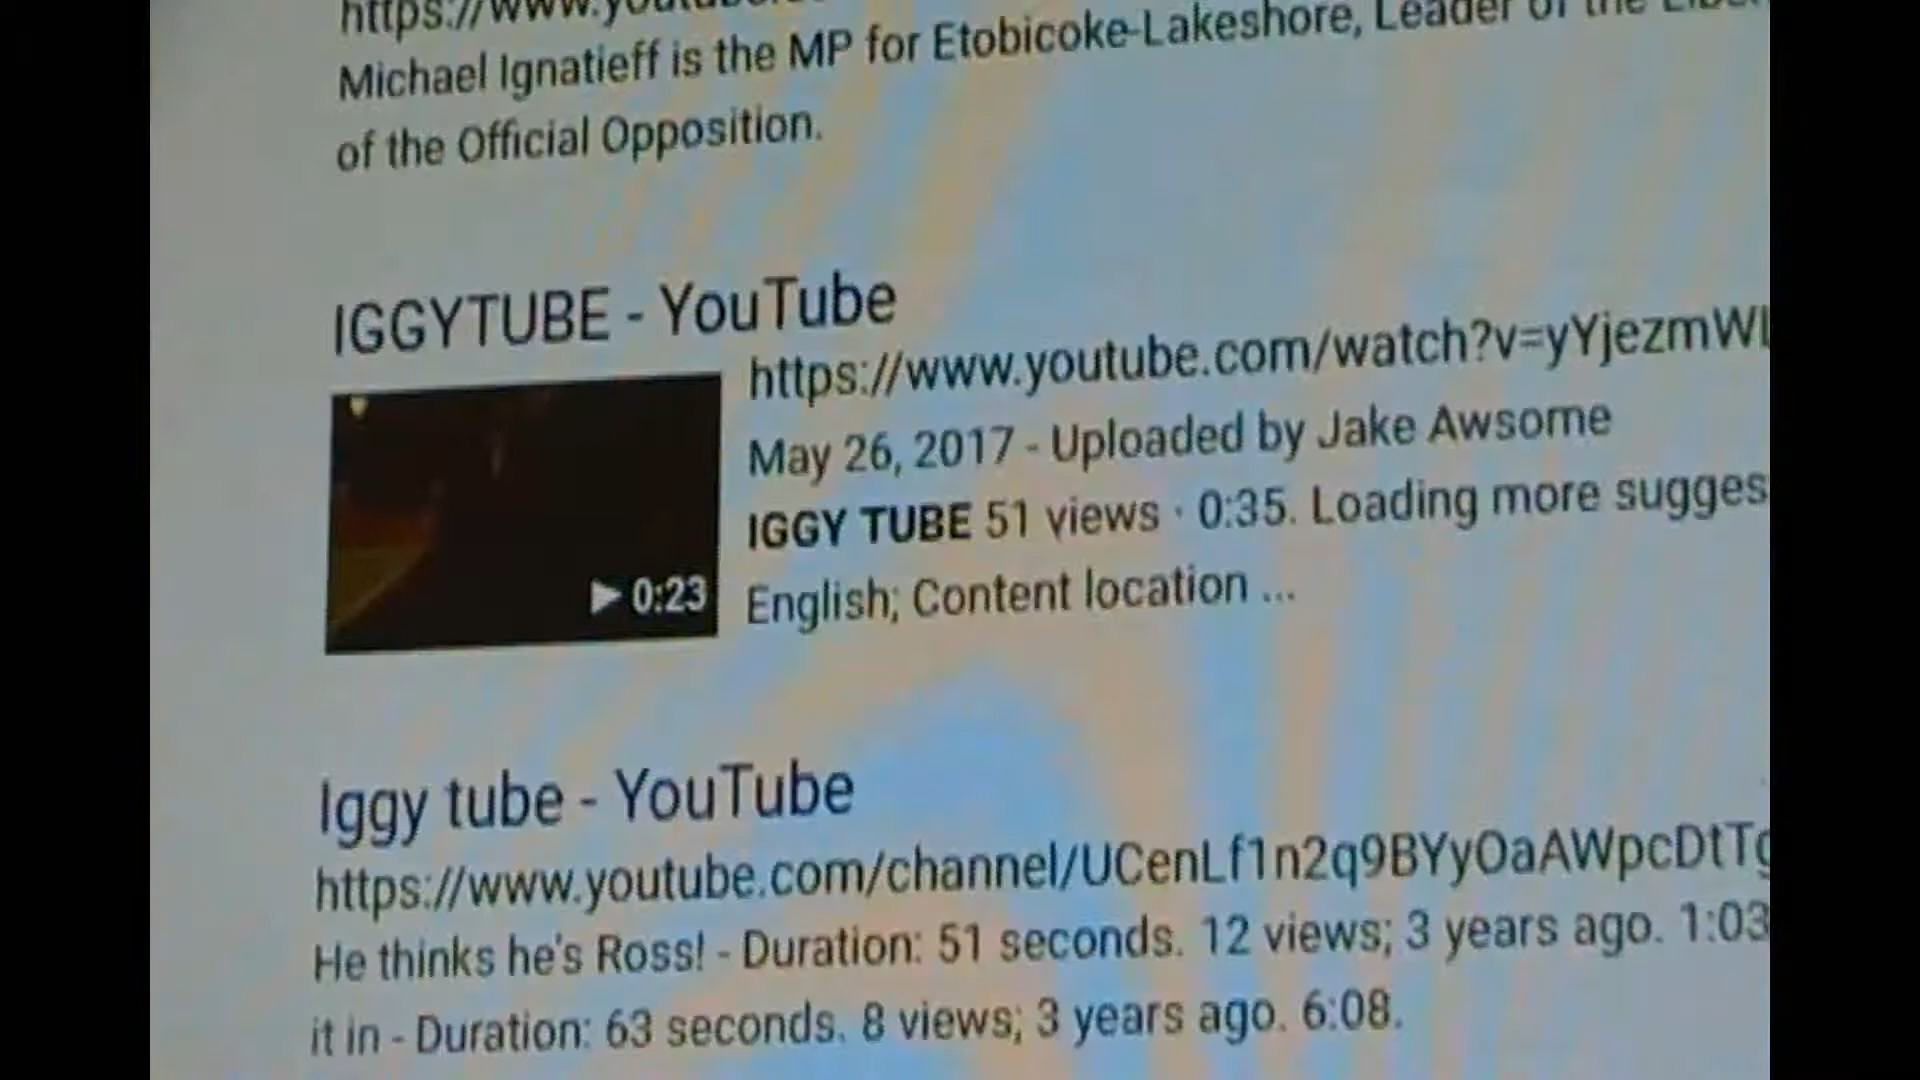 https://www.youtube.
Michael Ignatieff is the MP for Etobicoke-Lakeshore, Leader of the
of the Official Opposition.
IGGYTUBE - YouTube
https://www.youtube.com/watch?v=yYjezmW
May 26, 2017 - Uploaded by Jake Awsome
IGGY TUBE 51 views · 0:35. Loading more sugges
0:23
English; Content location ...
Iggy tube - YouTube
https://www.youtube.com/channel/UCenLf1n2q9BYyOaAWpcDtTg
He thinks he's Ross! - Duration: 51 seconds. 12 views; 3 years ago. 1:03
it in - Duration: 63 seconds. 8 views; 3 years ago. 6:08.